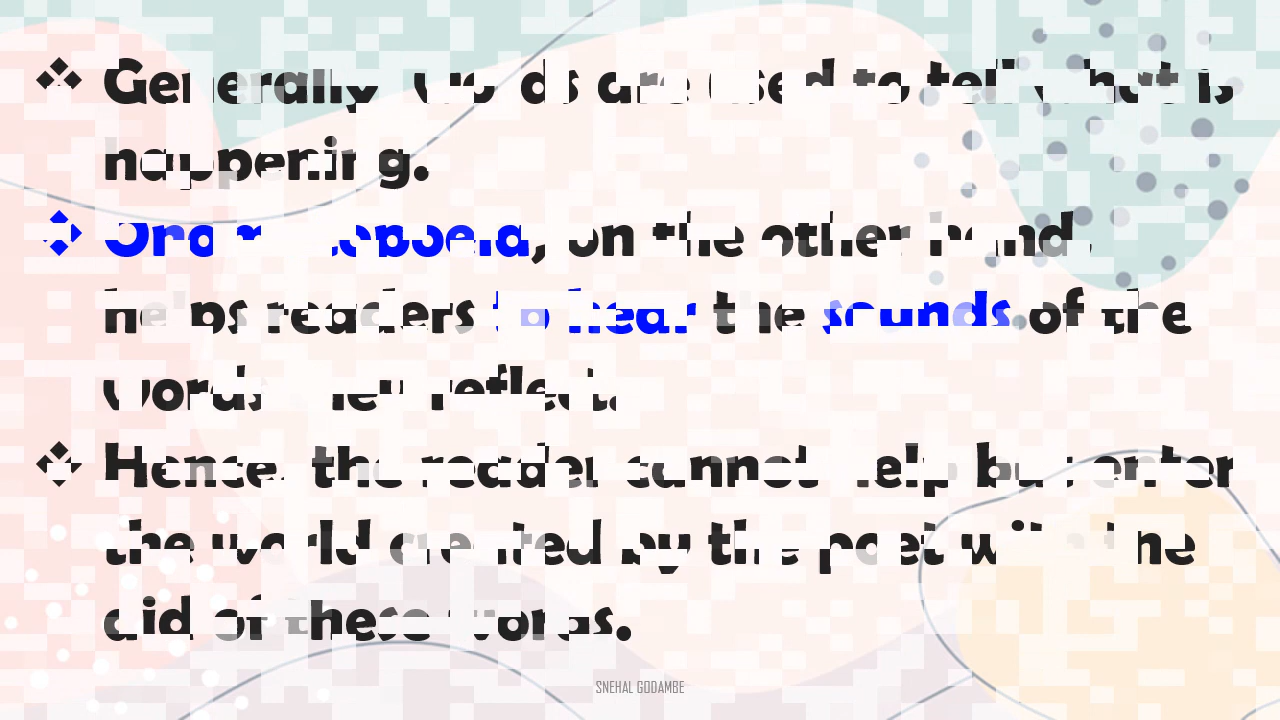 ❖ Generally, words are used to tell what is
happening.
❖ Onomatopoeia, on the other hand,
helps readers to hear the sounds of the
words they reflect.
❖ Hence, the reader cannot help but enter
the world created by the poet with the
aid of these words.
SNEHAL GODAMBE